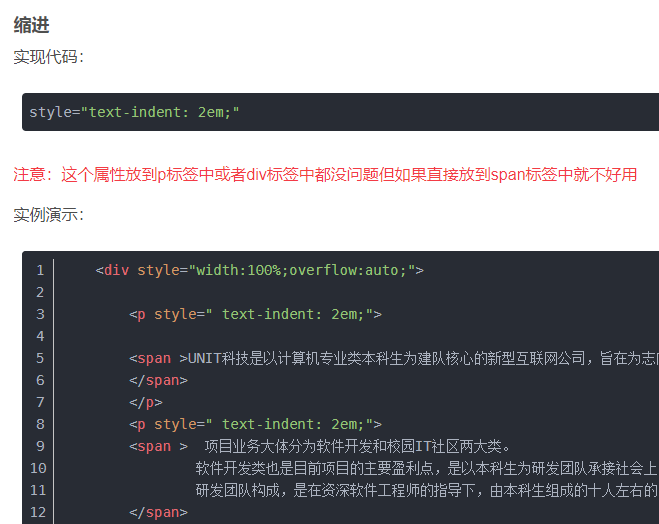 缩进
实现代码：
style="text-indent: 2em;"
注意：这个属性放到p标签中或者div标签中都没问题但如果直接放到span标签中就不好用
实例演示：
1 <div style="width:100%;overflow:auto;">
2
3 <p style=" text-indent: 2em;">
4
5 <span >UNIT科技是以计算机专业类本科生为建队核心的新型互联网公司，旨在为志向
6 </span>
7 </p>
8 <p style=" text-indent: 2em;">
9 <span > 项目业务大体分为软件开发和校园IT社区两大类。
10 软件开发类也是目前项目的主要盈利点，是以本科生为研发团队承接社会上
11 研发团队构成，是在资深软件工程师的指导下，由本科生组成的十人左右的
12 </span>